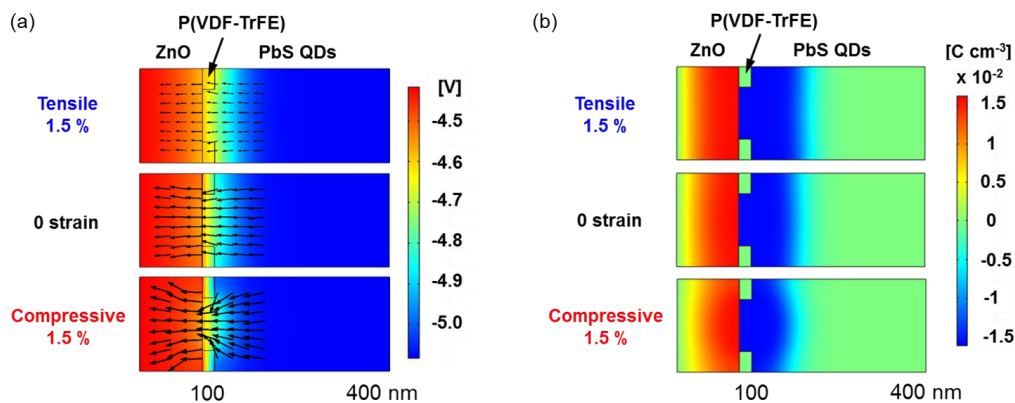 (a)
P(VDF-TrFE)
ZnO
PbS QDs
[V]
Tensile
1.5 %
0 strain
Compressive
1.5 %
-4.5
-4.6
-4.7
-4.8
-4.9
-5.0
100
400 nm
(b)
P(VDF-TrFE)
ZnO
PbS QDs
[C cm-3]
x 10-2
Tensile
1.5 %
0 strain
Compressive
1.5 %
1.5
1
0.5
0
-0.5
-1
-1.5
100
400 nm